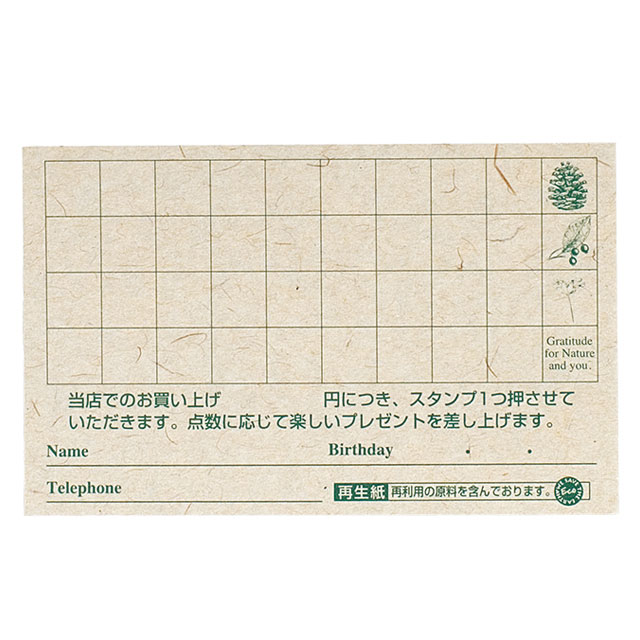 Gratitude
for Nature
and you.
当店でのお買い上げ　　　　　円につき、スタンプ1つ押させて
いただきます。点数に応じて楽しいプレゼントを差し上げます。
Name　Birthday　・　・
Telephone
再生紙 再利用の原料を含んでおります。